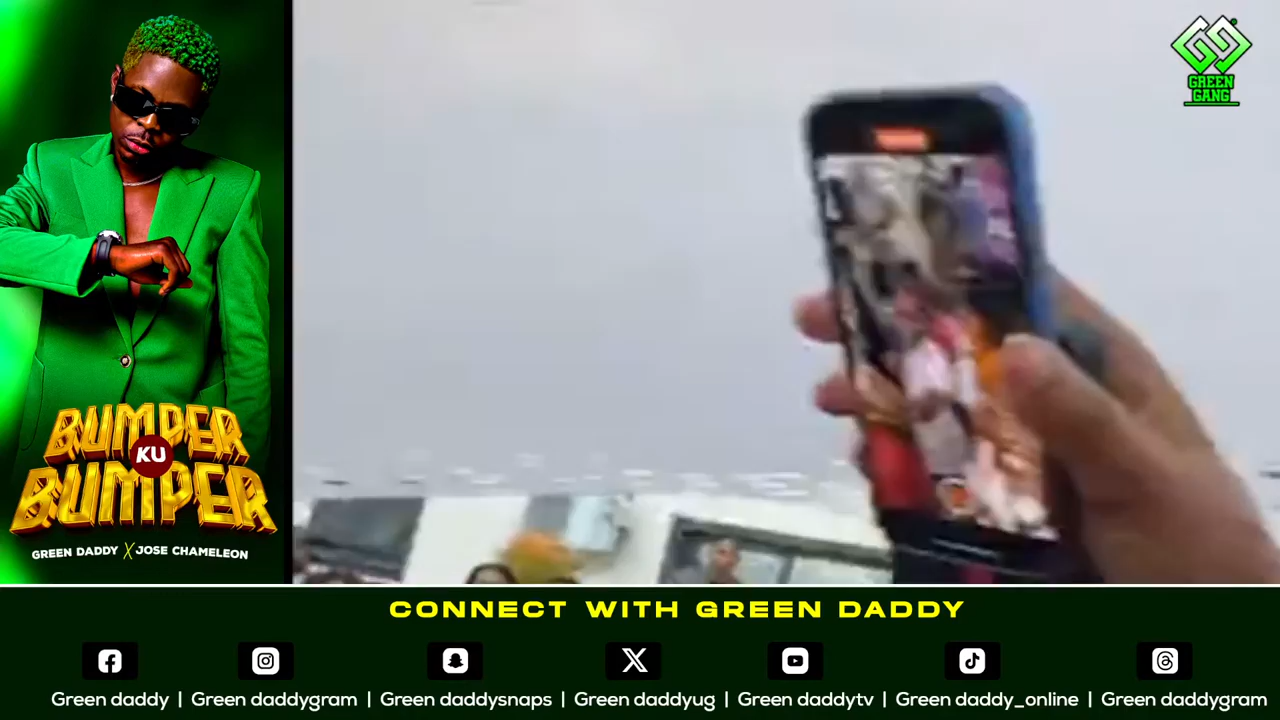 GREEN
GANG
BUMPER
KU
BUMPER
GREEN DADDY X JOSE CHAMELEON
CONNECT WITH GREEN DADDY
Green daddy | Green daddygram | Green daddysnaps | Green daddyug | Green daddytv | Green daddy_online | Green daddygram